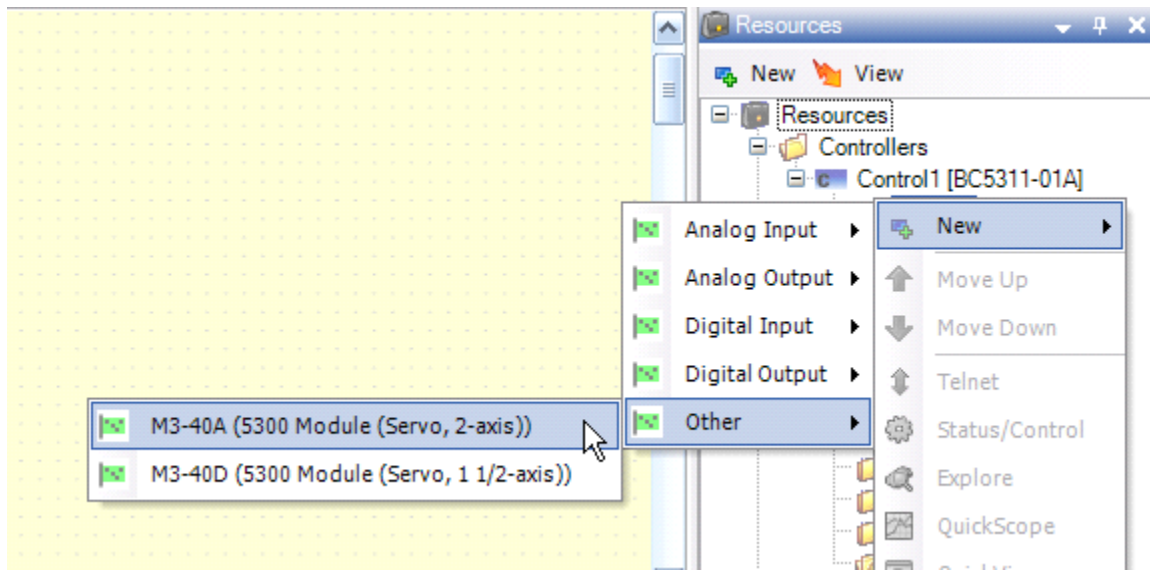 Resources
New View
Resources
Controllers
Control1 [BC5311-01A]
New
Move Up
Move Down
Telnet
Status/Control
Explore
QuickScope
Analog Input
Analog Output
Digital Input
Digital Output
Other
M3-40A (5300 Module (Servo, 2-axis))
M3-40D (5300 Module (Servo, 1 1/2-axis))